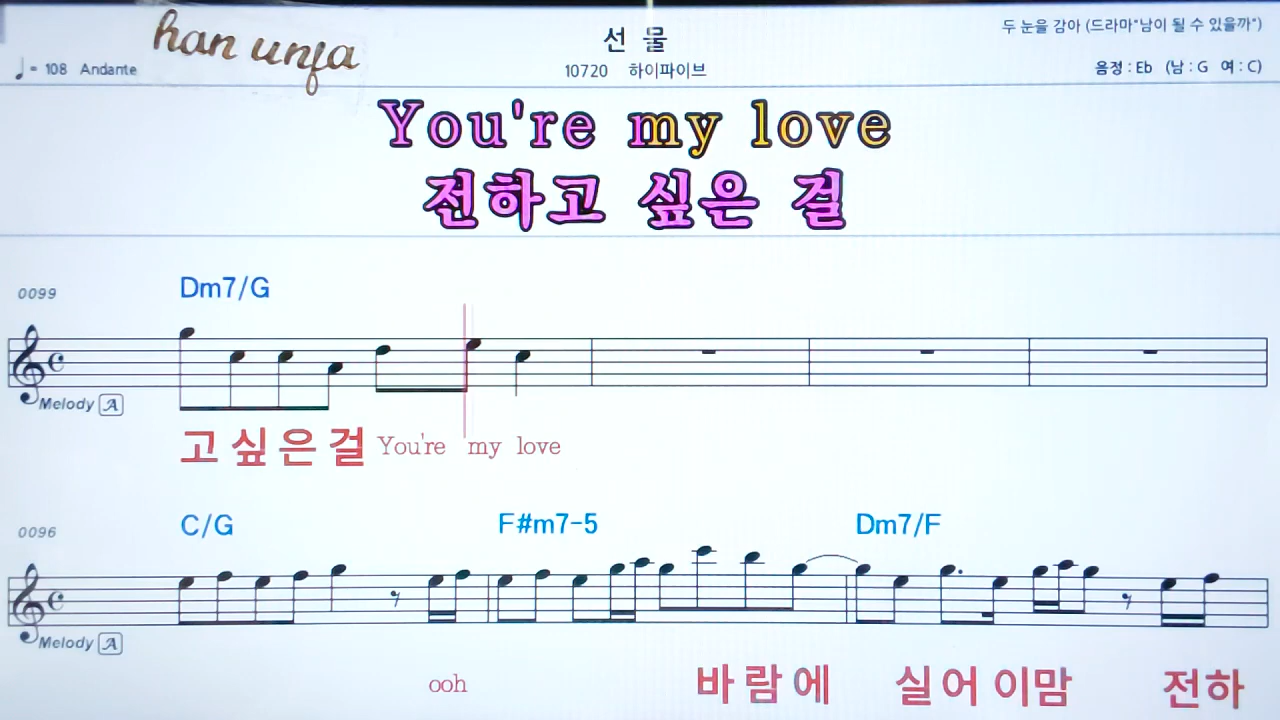 han unja
선 물
두 눈을 감아 (드라마"남이 될 수 있을까")
♩= 108 Andante
10720 하이파이브
음정 : Eb (남 : G 여 : C)
You're my love
전하고 싶은 걸
0099
Dm7/G
Melody A
고 싶 은 걸 You're my love
0096
C/G F#m7-5 Dm7/F
Melody A
ooh 바 람 에 실 어 이 맘 전 하